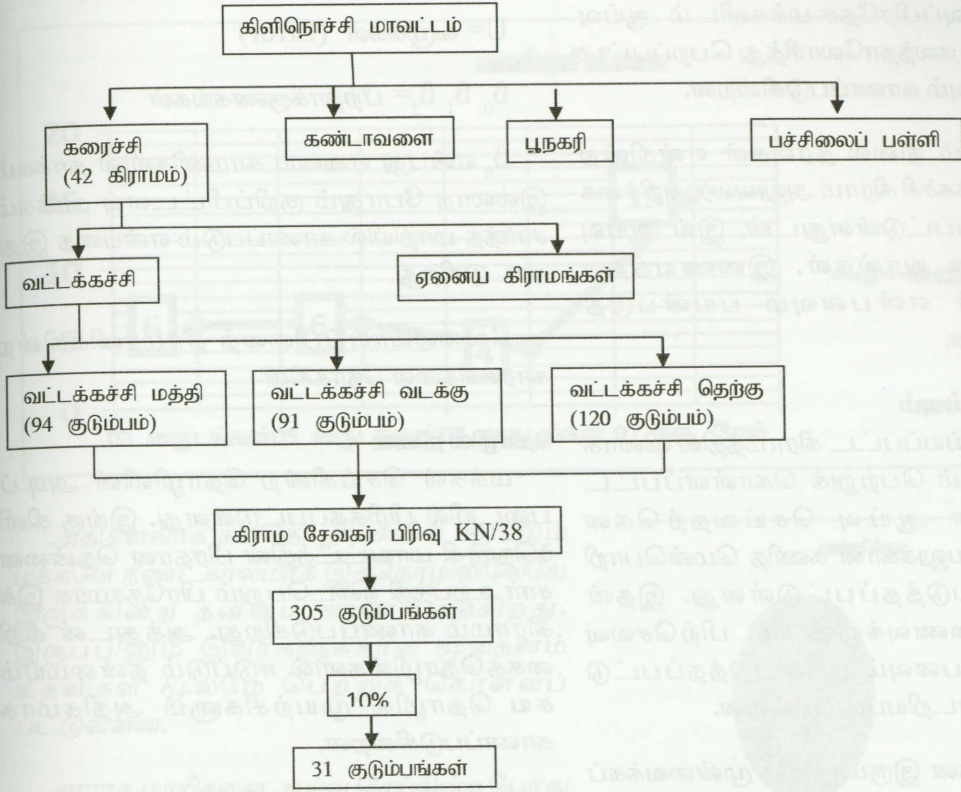 கிளிநொச்சி மாவட்டம்
கரைச்சி
(42 கிராமம்)
கண்டாவளை
பூநகரி
பச்சிலைப் பள்ளி
வட்டக்கச்சி
ஏனைய கிராமங்கள்
வட்டக்கச்சி மத்தி
(94 குடும்பம்)
வட்டக்கச்சி வடக்கு
(91 குடும்பம்)
வட்டக்கச்சி தெற்கு
(120 குடும்பம்)
கிராம சேவகர் பிரிவு KN/38
305 குடும்பங்கள்
10%
31 குடும்பங்கள்